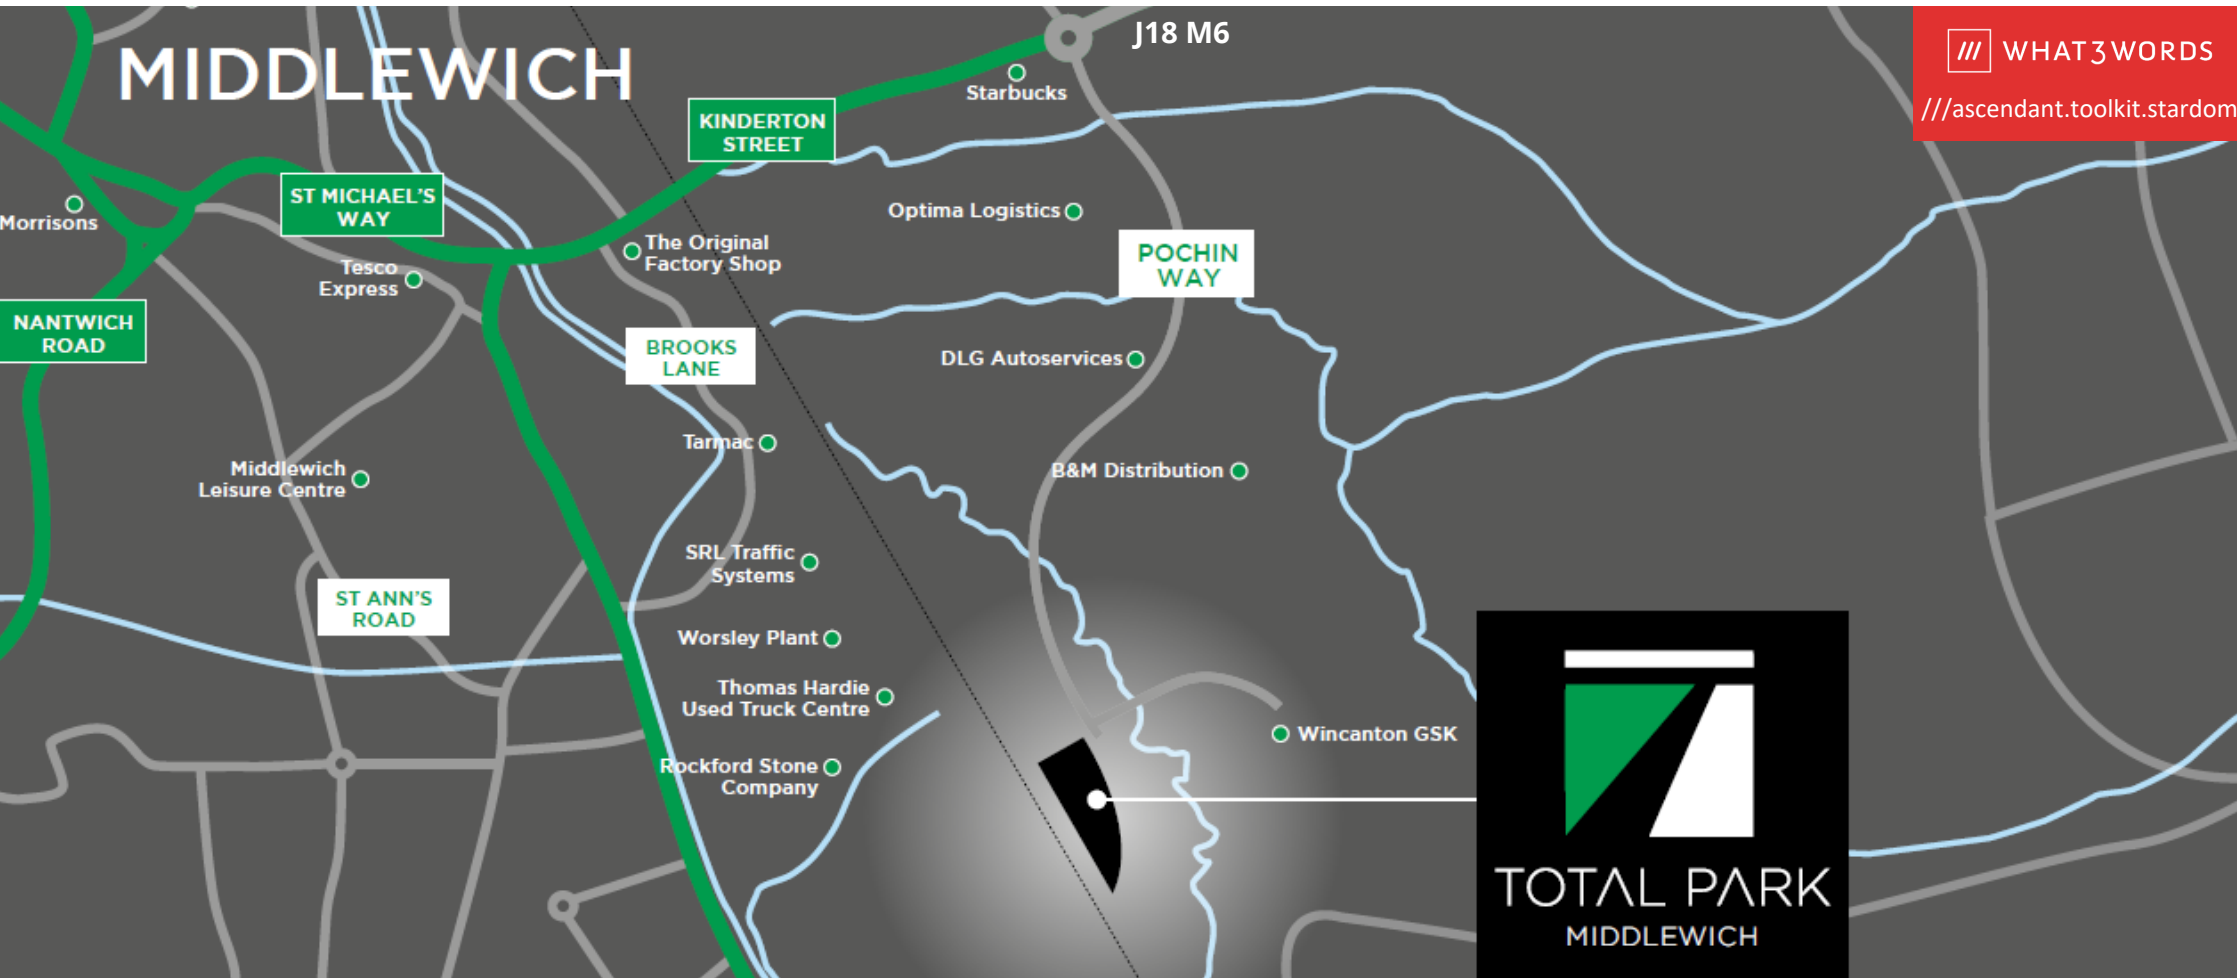 J18 M6
WHAT3WORDS
///ascendant.toolkit.stardom
MIDDLEWICH
Starbucks
KINDERTON
STREET
ST MICHAEL'S
WAY
Morrisons
Optima Logistics
The Original
Factory Shop
POCHIN
WAY
Tesco
Express
NANTWICH
ROAD
BROOKS
LANE
DLG Autoservices
Tarmac
Middlewich
Leisure Centre
B&M Distribution
SRL Traffic
Systems
ST ANN'S
ROAD
Worsley Plant
Thomas Hardie
Used Truck Centre
Wincanton GSK
Rockford Stone
Company
TOTAL PARK
MIDDLEWICH